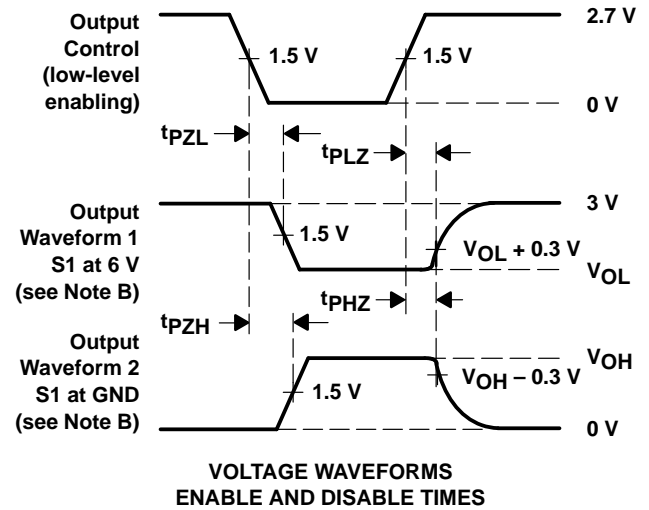 Output
Control
(low-level
enabling)
1.5 V
1.5 V
2.7 V
0 V
tPZL
tPLZ
Output
Waveform 1
S1 at 6 V
(see Note B)
1.5 V
3 V
VOL + 0.3 V
VOL
tPZH
tPHZ
Output
Waveform 2
S1 at GND
(see Note B)
1.5 V
VOH
VOH – 0.3 V
0 V
VOLTAGE WAVEFORMS
ENABLE AND DISABLE TIMES